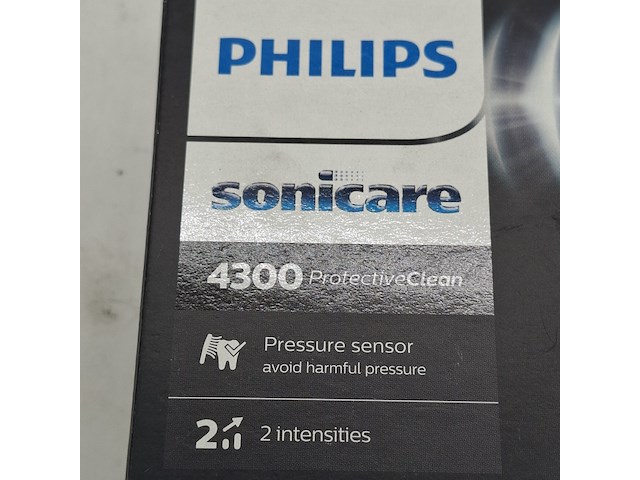 PHILIPS
sonicare
4300 ProtectiveClean
Pressure sensor
avoid harmful pressure
2
2 intensities